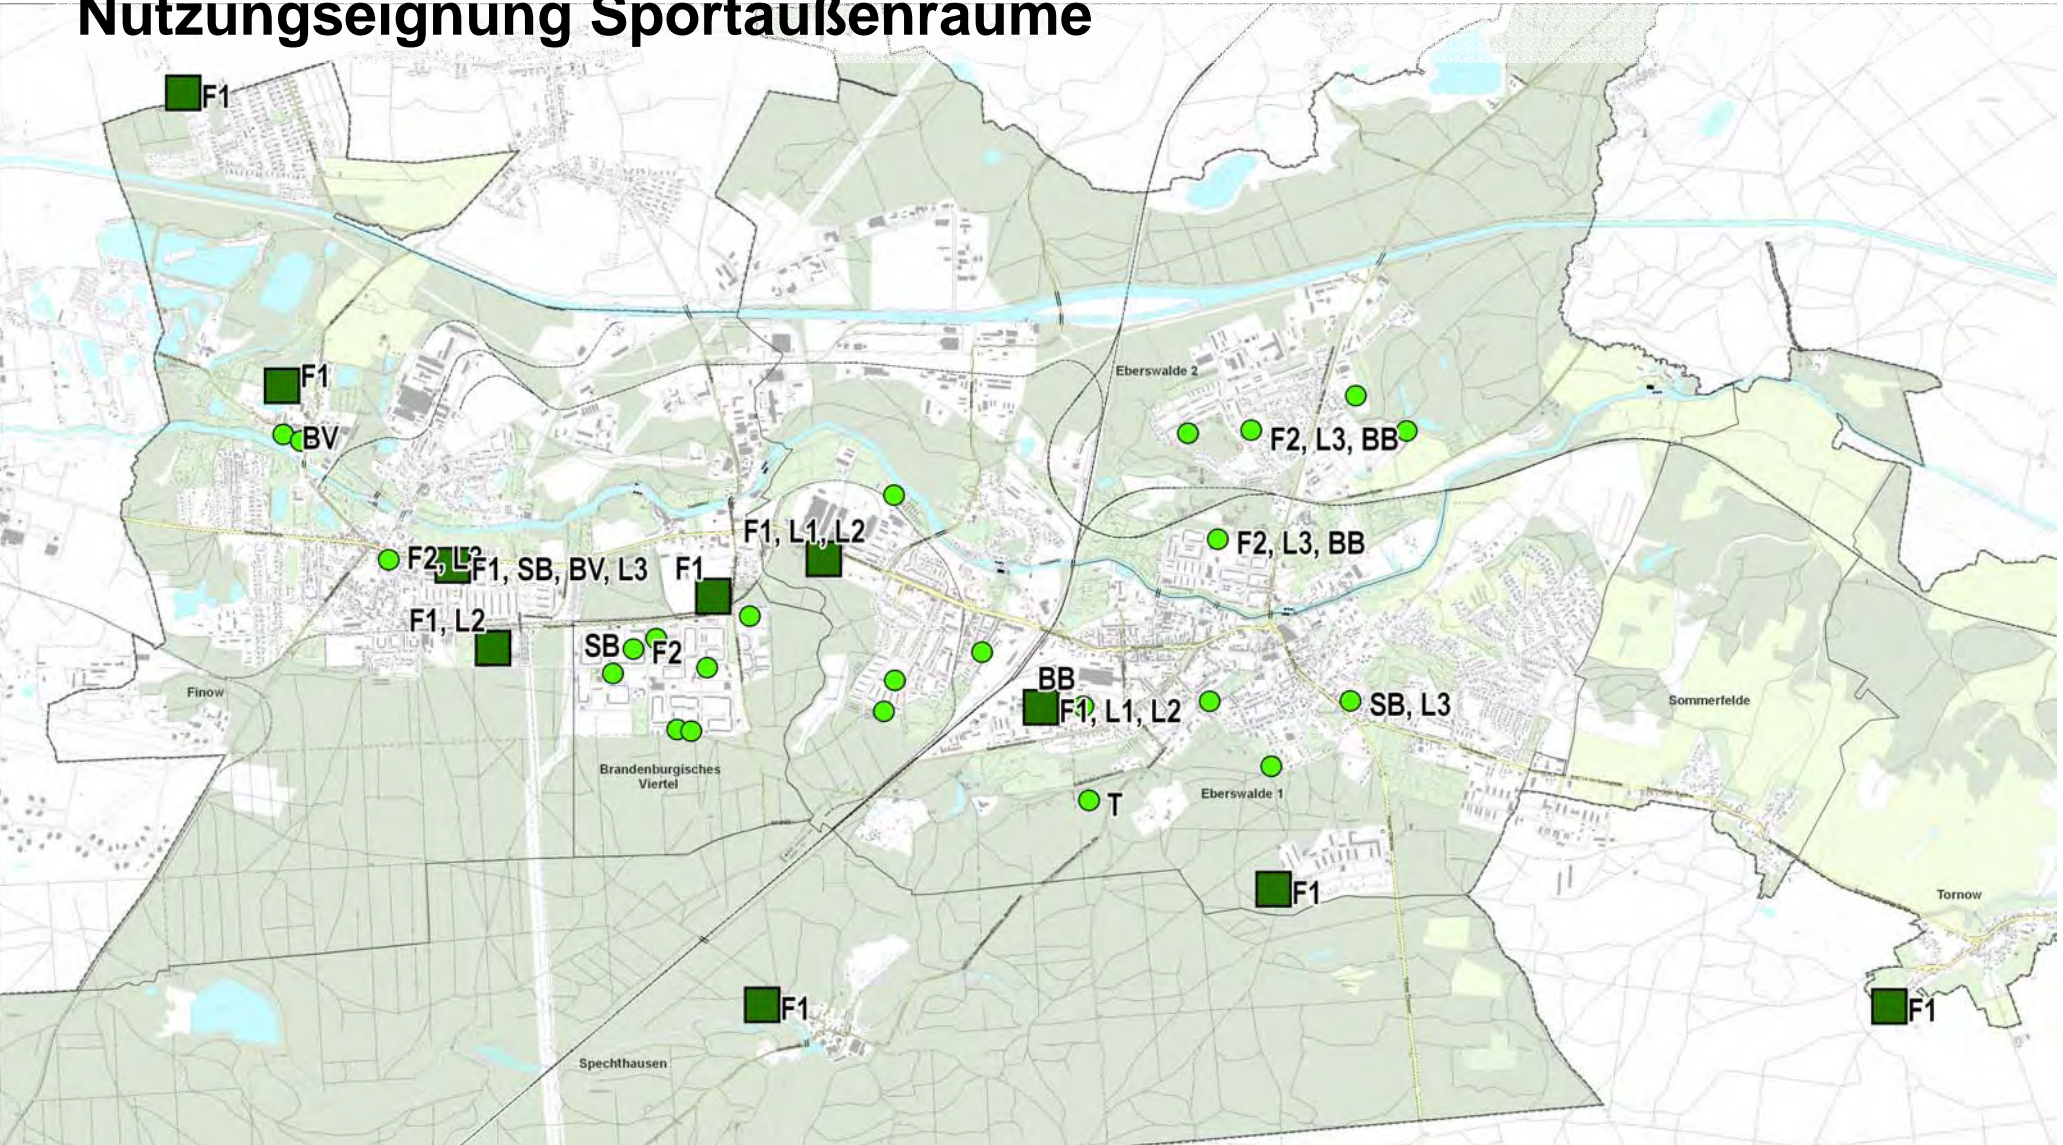 Nutzungseignung Sportaußenräume
F1
Eberswalde 2
F1
BV
F2, L3, BB
F1, L1, L2
F2, L3, BB
F2, L3
F1, SB, BV, L3
F1
F1, L2
SB
F2
BB
F1, L1, L2
SB, L3
Finow
Sommerfelde
Brandenburgisches
Viertel
Eberswalde 1
T
F1
Tornow
F1
F1
Spechthausen